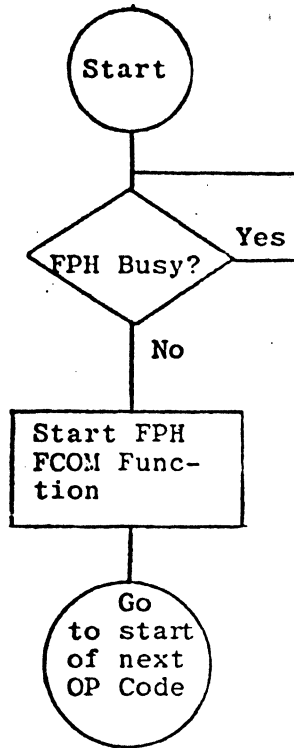 Start
FPH Busy?
Yes
No
Start FPH
FCOM Func-
tion
Go
to start
of next
OP Code